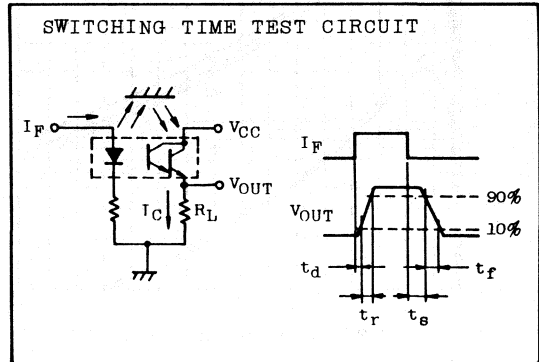 SWITCHING TIME TEST CIRCUIT
IF
VCC
VOUT
IC
RL
IF
VOUT
90%
10%
td
tf
tr
ts